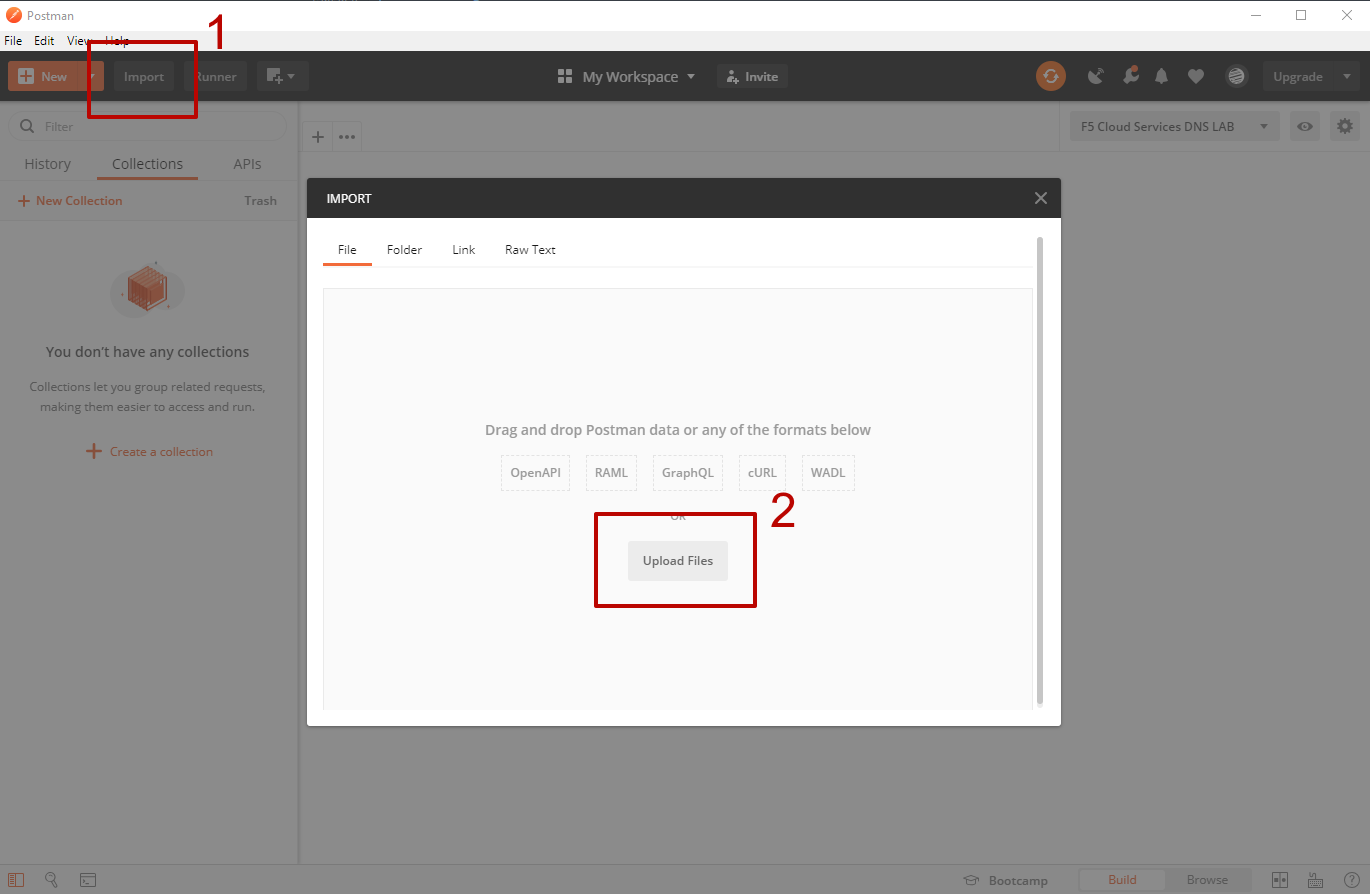 Postman
1
File Edit View Help
New Import Runner My Workspace Invite Upgrade
Filter
F5 Cloud Services DNS LAB
History Collections APIs
New Collection Trash
You don't have any collections
Collections let you group related requests,
making them easier to access and run.
Create a collection
IMPORT
File Folder Link Raw Text
Drag and drop Postman data or any of the formats below
OpenAPI RAML GraphQL cURL WADL
OR
2
Upload Files
Bootcamp Build Browse